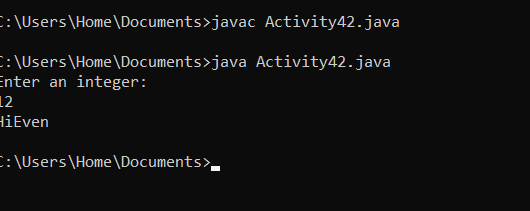 C:\Users\Home\Documents>javac Activity42.java
C:\Users\Home\Documents>java Activity42.java
Enter an integer:
12
HiEven
C:\Users\Home\Documents>